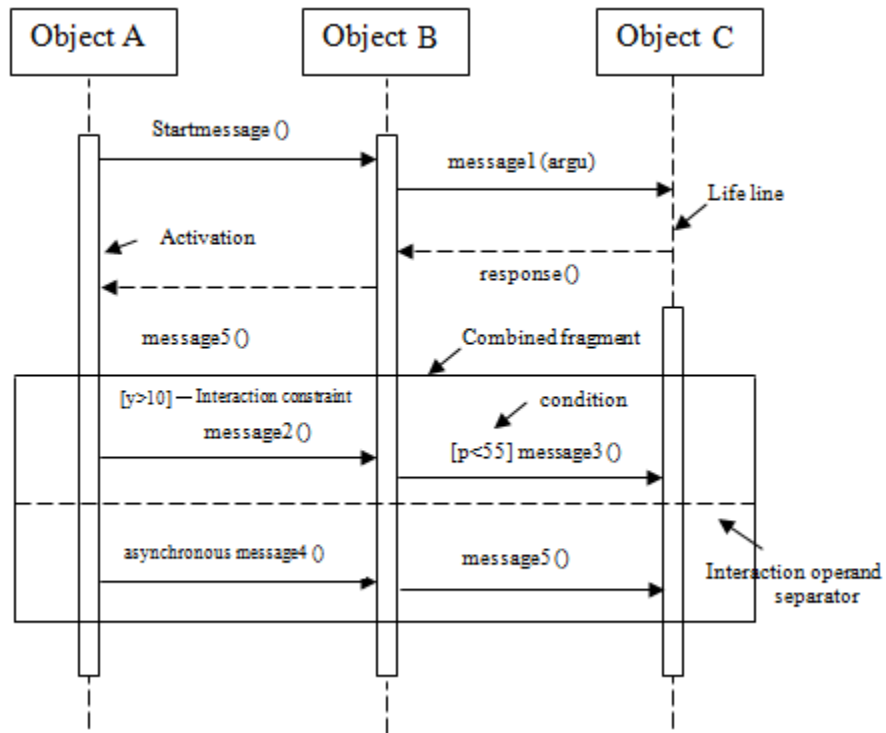 Object A
Object B
Object C
Startmessage ()
message1 (argu)
Life line
Activation
response ()
message5 ()
Combined fragment
[y>10] — Interaction constraint
condition
message2 ()
[p<55] message3 ()
asynchronous message4 ()
message5 ()
Interaction operand
separator